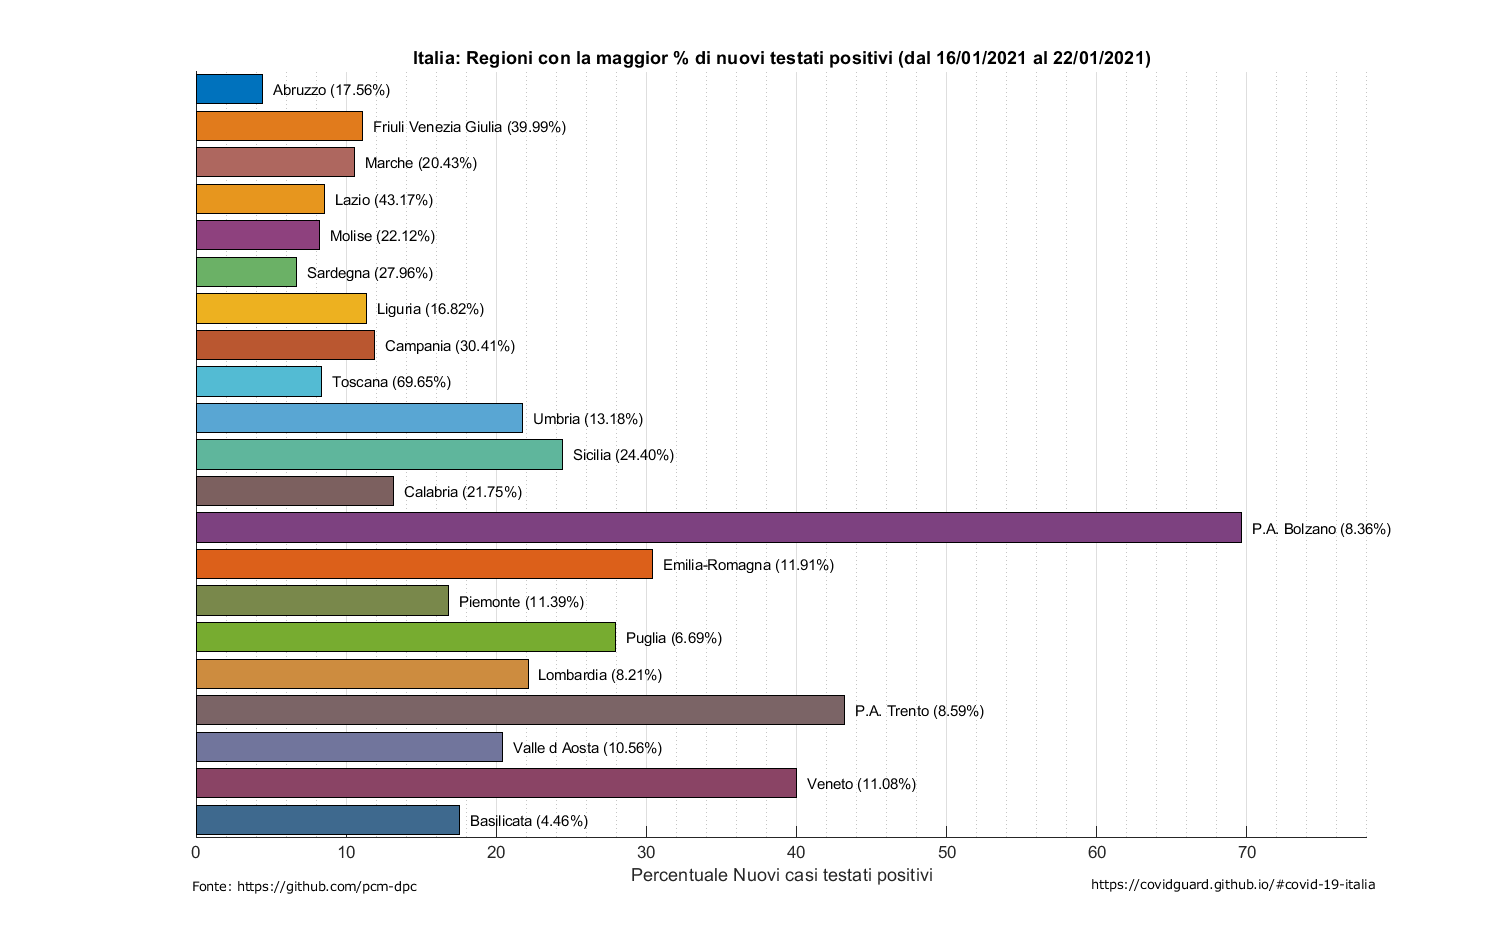 Italia: Regioni con la maggior % di nuovi testati positivi (dal 16/01/2021 al 22/01/2021)
Abruzzo (17.56%)
Friuli Venezia Giulia (39.99%)
Marche (20.43%)
Lazio (43.17%)
Molise (22.12%)
Sardegna (27.96%)
Liguria (16.82%)
Campania (30.41%)
Toscana (69.65%)
Umbria (13.18%)
Sicilia (24.40%)
Calabria (21.75%)
P.A. Bolzano (8.36%)
Emilia-Romagna (11.91%)
Piemonte (11.39%)
Puglia (6.69%)
Lombardia (8.21%)
P.A. Trento (8.59%)
Valle d Aosta (10.56%)
Veneto (11.08%)
Basilicata (4.46%)
0 10 20 30 40 50 60 70
Percentuale Nuovi casi testati positivi
Fonte: https://github.com/pcm-dpc
https://covidguard.github.io/#covid-19-italia